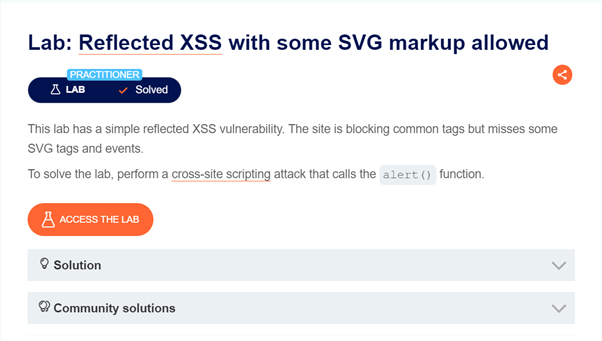 Lab: Reflected XSS with some SVG markup allowed
PRACTITIONER
LAB Solved
This lab has a simple reflected XSS vulnerability. The site is blocking common tags but misses some
SVG tags and events.
To solve the lab, perform a cross-site scripting attack that calls the alert() function.
ACCESS THE LAB
Solution
Community solutions